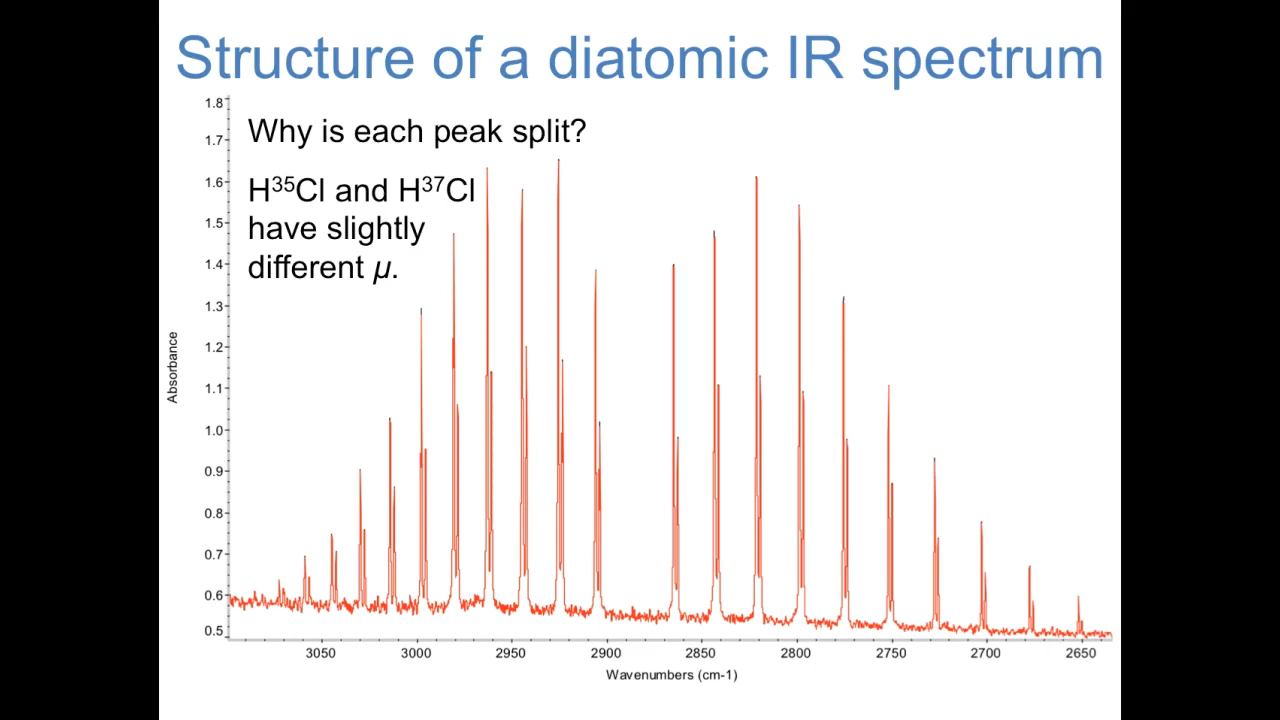 Structure of a diatomic IR spectrum
Why is each peak split?
H³⁵Cl and H³⁷Cl
have slightly
different μ.
1.8
1.7
1.6
1.5
1.4
1.3
1.2
1.1
1.0
0.9
0.8
0.7
0.6
0.5
Absorbance
3050 3000 2950 2900 2850 2800 2750 2700 2650
Wavenumbers (cm-1)